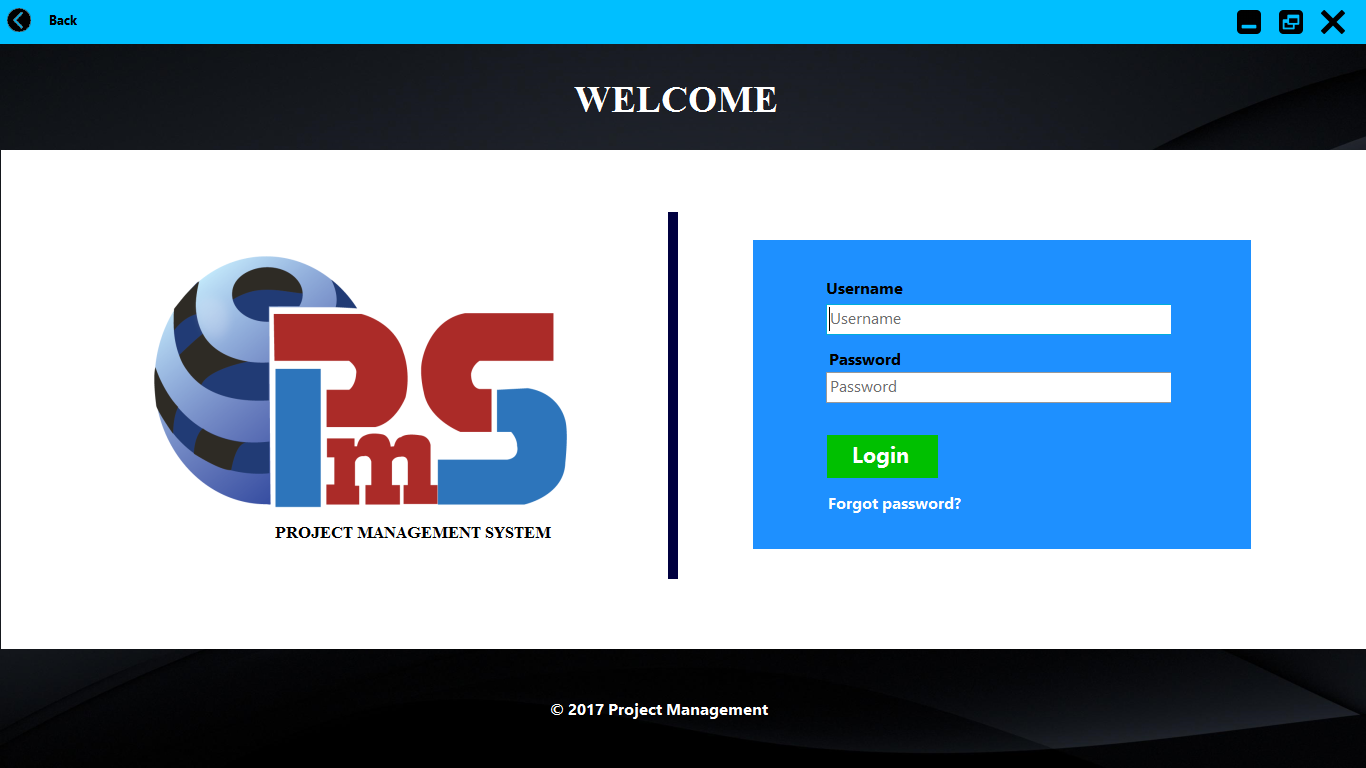 Back
WELCOME
PmS
PROJECT MANAGEMENT SYSTEM
Username
Username
Password
Password
Login
Forgot password?
© 2017 Project Management